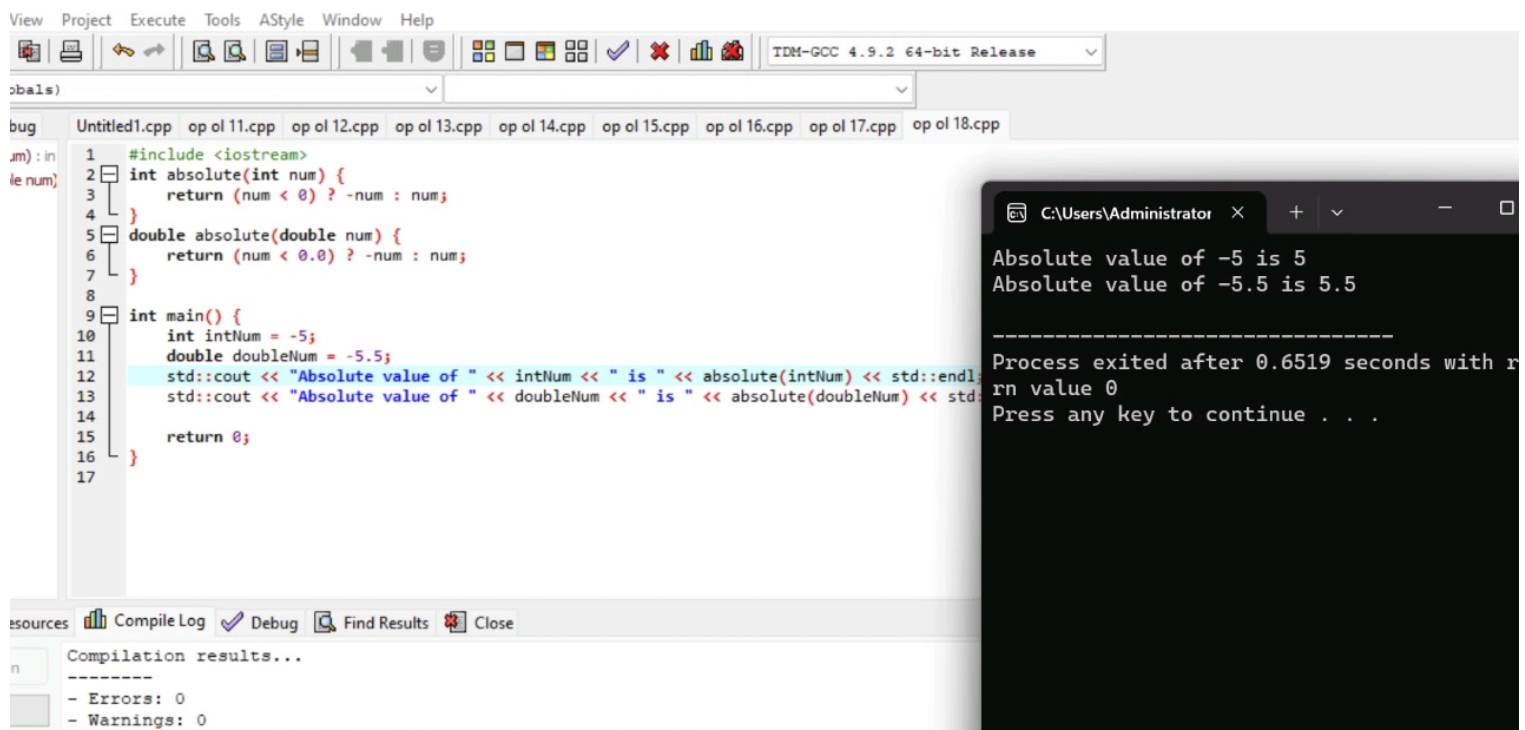 View Project Execute Tools AStyle Window Help
TDM-GCC 4.9.2 64-bit Release
obals)
bug
Untitled1.cpp op ol 11.cpp op ol 12.cpp op ol 13.cpp op ol 14.cpp op ol 15.cpp op ol 16.cpp op ol 17.cpp op ol 18.cpp
um) : in
le num)
1 #include <iostream>
2 int absolute(int num) {
3 return (num < 0) ? -num : num;
4 }
5 double absolute(double num) {
6 return (num < 0.0) ? -num : num;
7 }
8
9 int main() {
10 int intNum = -5;
11 double doubleNum = -5.5;
12 std::cout << "Absolute value of " << intNum << " is " << absolute(intNum) << std::endl;
13 std::cout << "Absolute value of " << doubleNum << " is " << absolute(doubleNum) << std:
14
15 return 0;
16 }
17
C:\Users\Administrator
Absolute value of -5 is 5
Absolute value of -5.5 is 5.5
--------------------------------
Process exited after 0.6519 seconds with r
rn value 0
Press any key to continue . . .
esources Compile Log Debug Find Results Close
n
Compilation results...
--------
- Errors: 0
- Warnings: 0